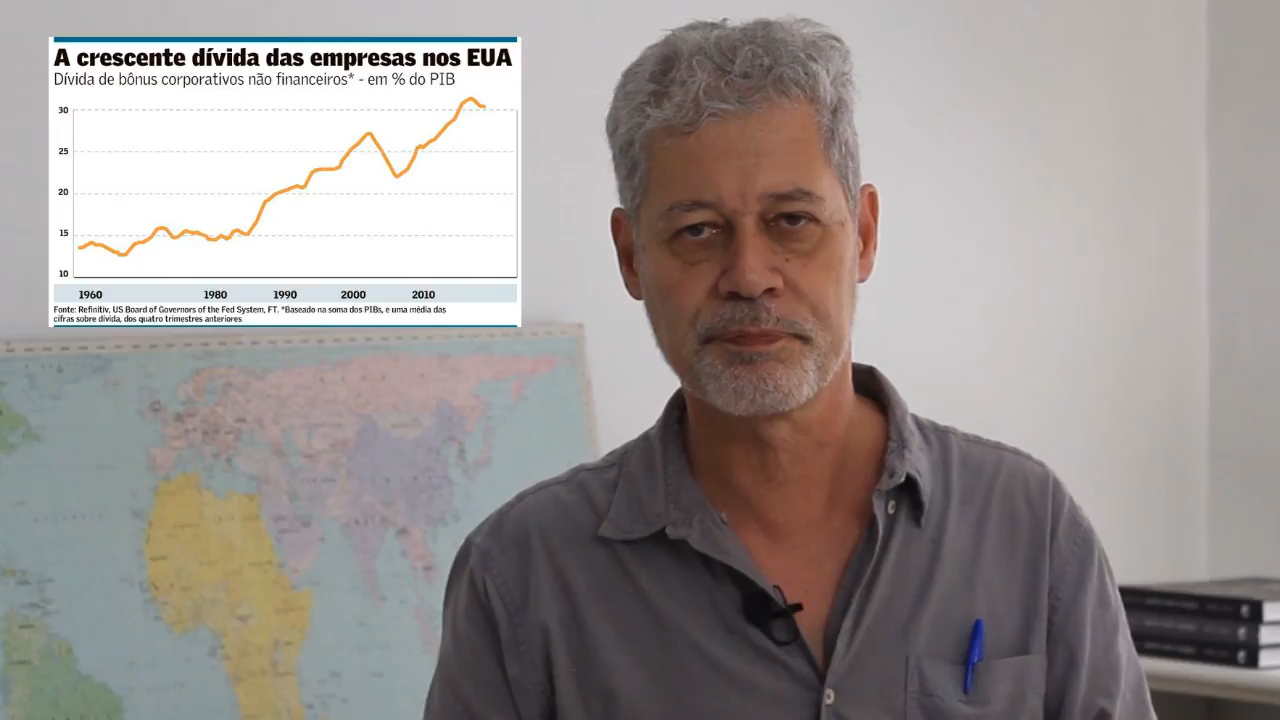 A crescente dívida das empresas nos EUA
Dívida de bônus corporativos não financeiros* - em % do PIB
30
25
20
15
10
1960 1980 1990 2000 2010
Fonte: Refinitiv, US Board of Governors of the Fed System, FT. *Baseado na soma dos PIBs, e uma média das
cifras sobre dívida, dos quatro trimestres anteriores